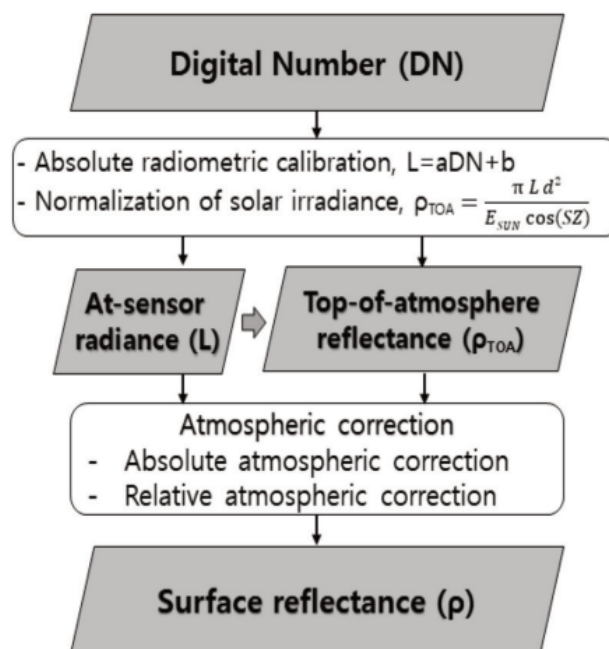 Digital Number (DN)
- Absolute radiometric calibration, L=aDN+b
- Normalization of solar irradiance, ρTOA = π L d² / E_SUN cos(SZ)
At-sensor
radiance (L)
Top-of-atmosphere
reflectance (ρTOA)
Atmospheric correction
- Absolute atmospheric correction
- Relative atmospheric correction
Surface reflectance (ρ)